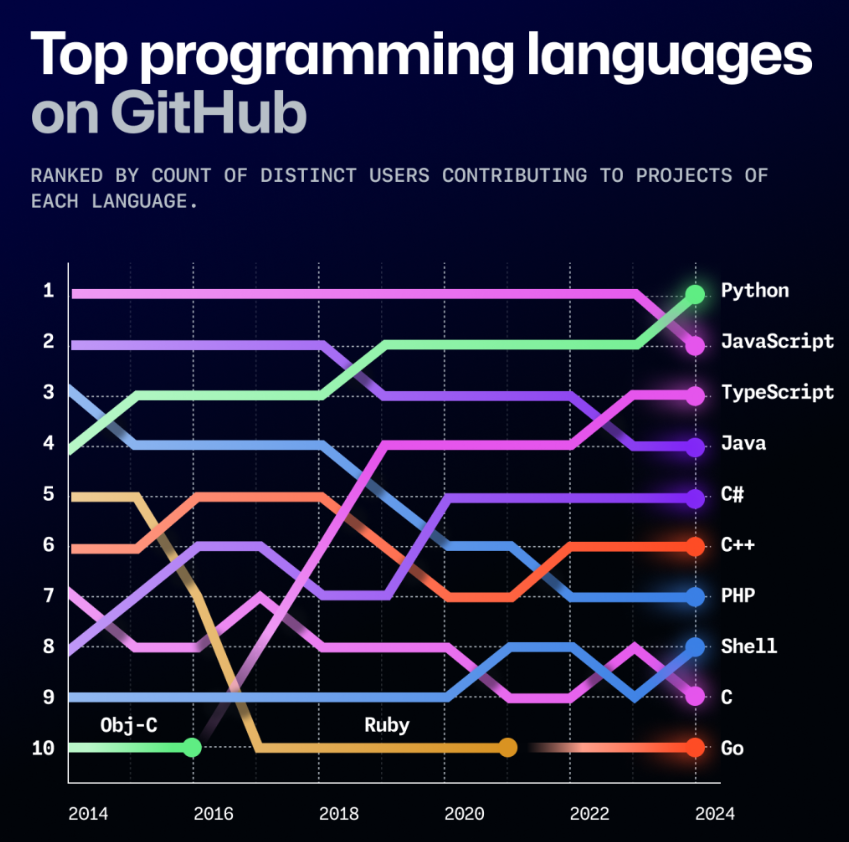 Top programming languages
on GitHub
RANKED BY COUNT OF DISTINCT USERS CONTRIBUTING TO PROJECTS OF
EACH LANGUAGE.
1 Python
2 JavaScript
3 TypeScript
4 Java
5 C#
6 C++
7 PHP
8 Shell
9 C
Obj-C Ruby
10 Go
2014 2016 2018 2020 2022 2024